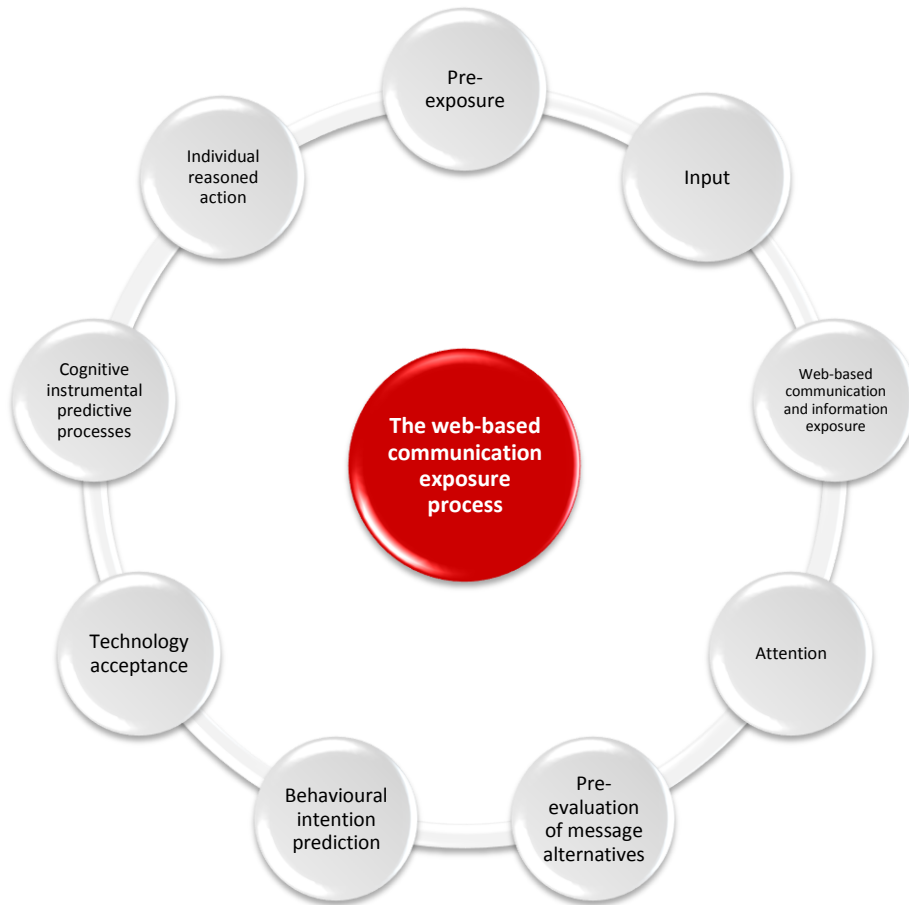 Pre-
exposure
Input
Web-based
communication
and information
exposure
Attention
Pre-
evaluation
of message
alternatives
Behavioural
intention
prediction
Technology
acceptance
Cognitive
instrumental
predictive
processes
Individual
reasoned
action
The web-based
communication
exposure
process